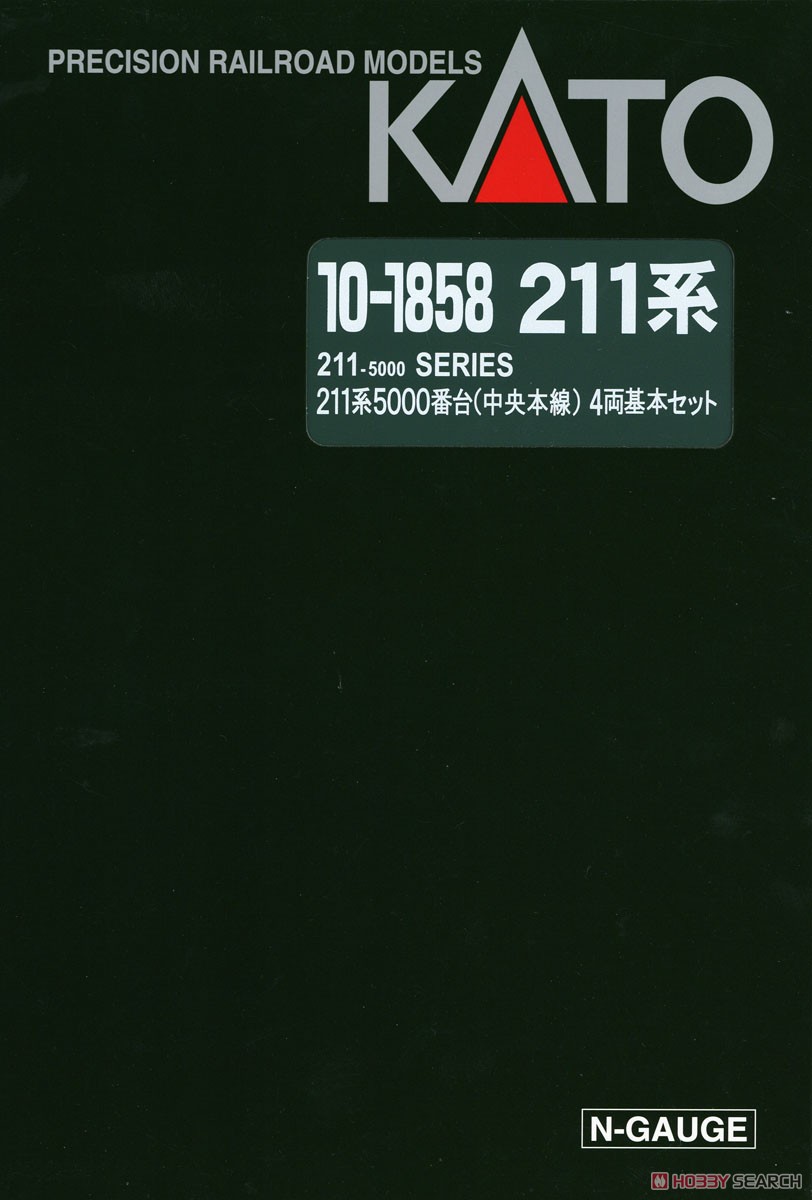 PRECISION RAILROAD MODELS
KATO
10-1858 211系
211-5000 SERIES
211系5000番台(中央本線) 4両基本セット
N-GAUGE
HOBBY SEARCH